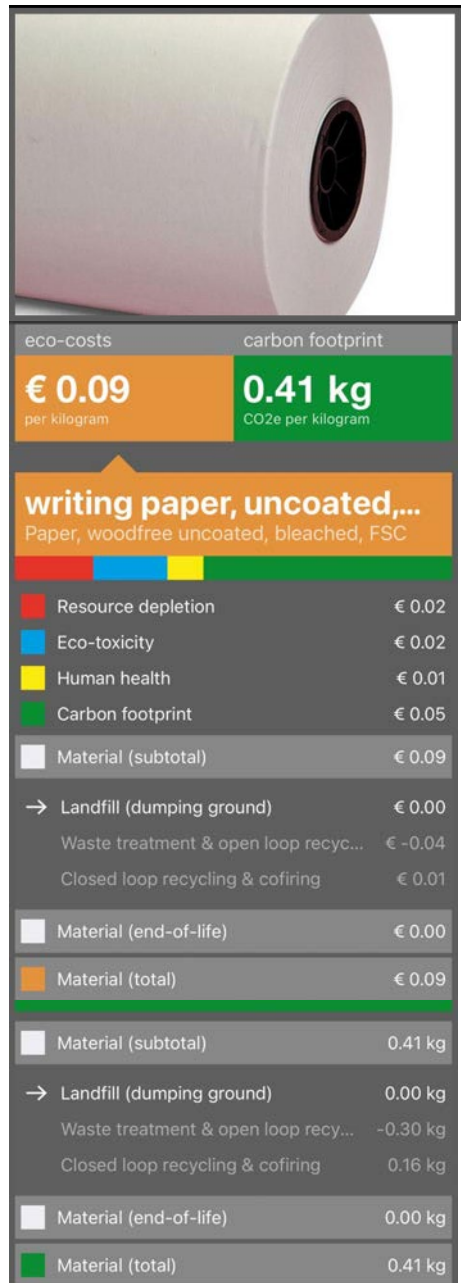 eco-costs carbon footprint
€ 0.09 0.41 kg
per kilogram CO2e per kilogram
writing paper, uncoated,...
Paper, woodfree uncoated, bleached, FSC
Resource depletion € 0.02
Eco-toxicity € 0.02
Human health € 0.01
Carbon footprint € 0.05
Material (subtotal) € 0.09
→ Landfill (dumping ground) € 0.00
Waste treatment & open loop recyc... € -0.04
Closed loop recycling & cofiring € 0.01
Material (end-of-life) € 0.00
Material (total) € 0.09
Material (subtotal) 0.41 kg
→ Landfill (dumping ground) 0.00 kg
Waste treatment & open loop recy... -0.30 kg
Closed loop recycling & cofiring 0.16 kg
Material (end-of-life) 0.00 kg
Material (total) 0.41 kg